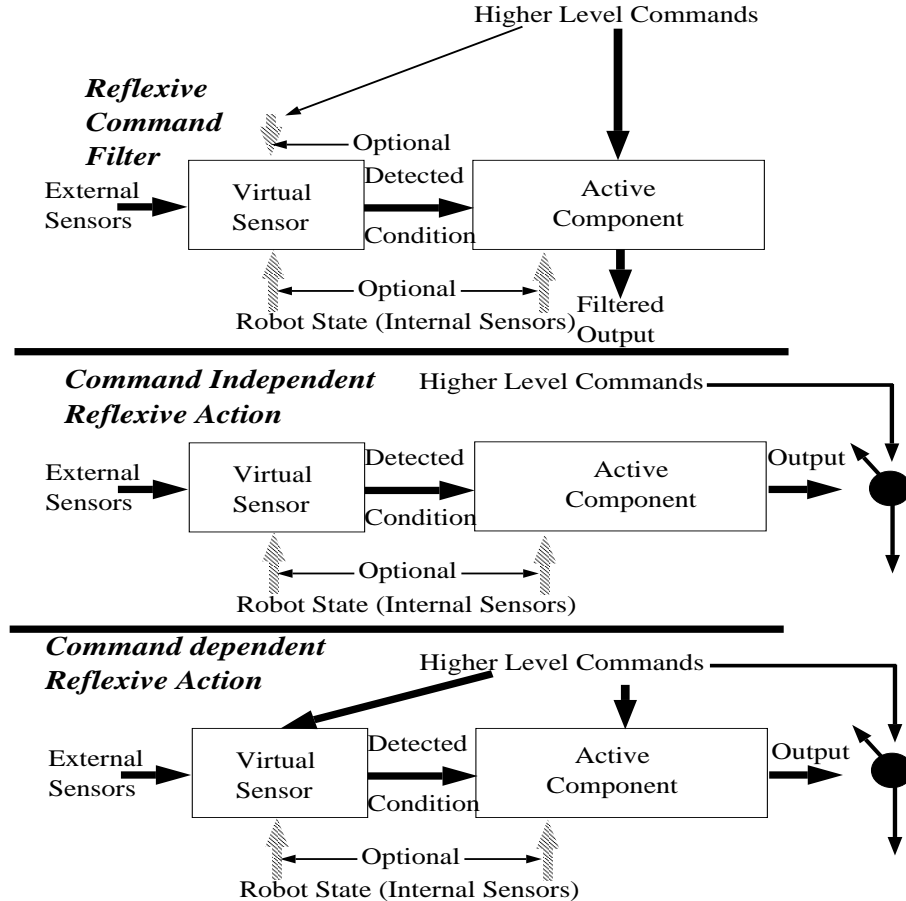 Higher Level Commands
Reflexive
Command
Filter
Optional
External
Sensors
Virtual
Sensor
Detected
Condition
Active
Component
Optional
Robot State (Internal Sensors)
Filtered
Output
Command Independent
Reflexive Action
Higher Level Commands
External
Sensors
Virtual
Sensor
Detected
Condition
Active
Component
Output
Optional
Robot State (Internal Sensors)
Command dependent
Reflexive Action
Higher Level Commands
External
Sensors
Virtual
Sensor
Detected
Condition
Active
Component
Output
Optional
Robot State (Internal Sensors)